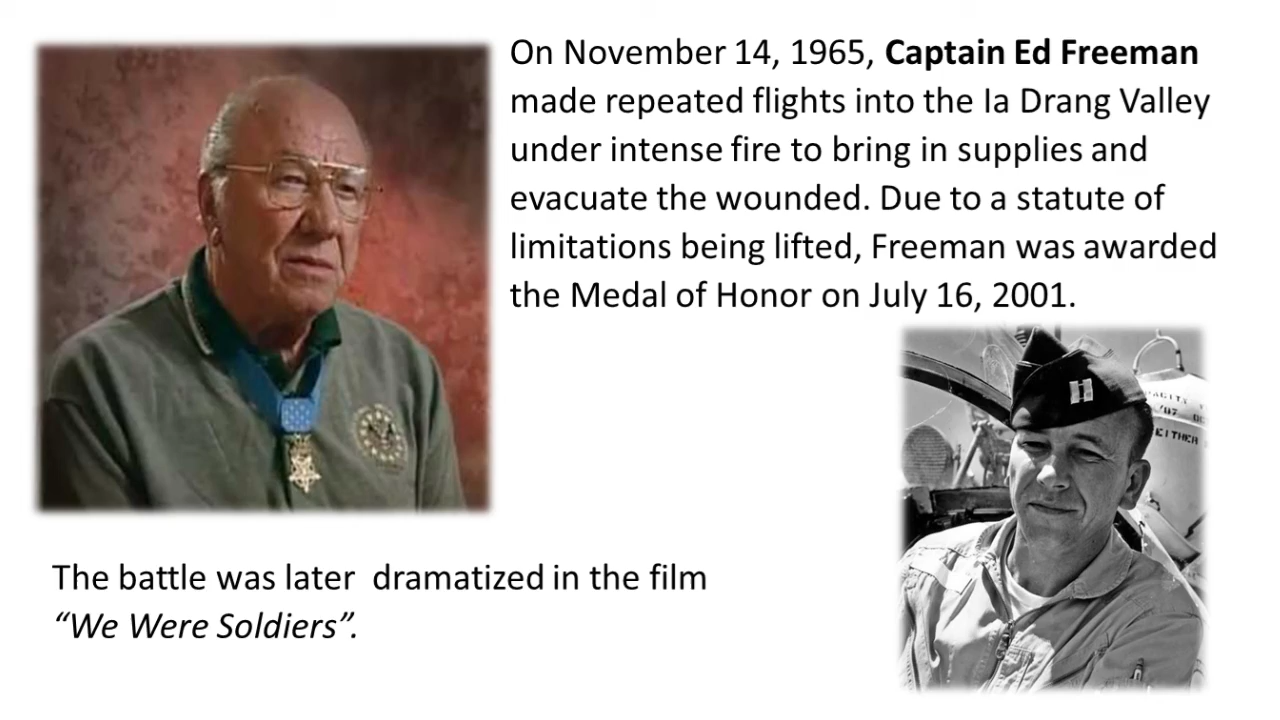 On November 14, 1965, Captain Ed Freeman
made repeated flights into the Ia Drang Valley
under intense fire to bring in supplies and
evacuate the wounded. Due to a statute of
limitations being lifted, Freeman was awarded
the Medal of Honor on July 16, 2001.
EITHER
The battle was later  dramatized in the film
“We Were Soldiers”.